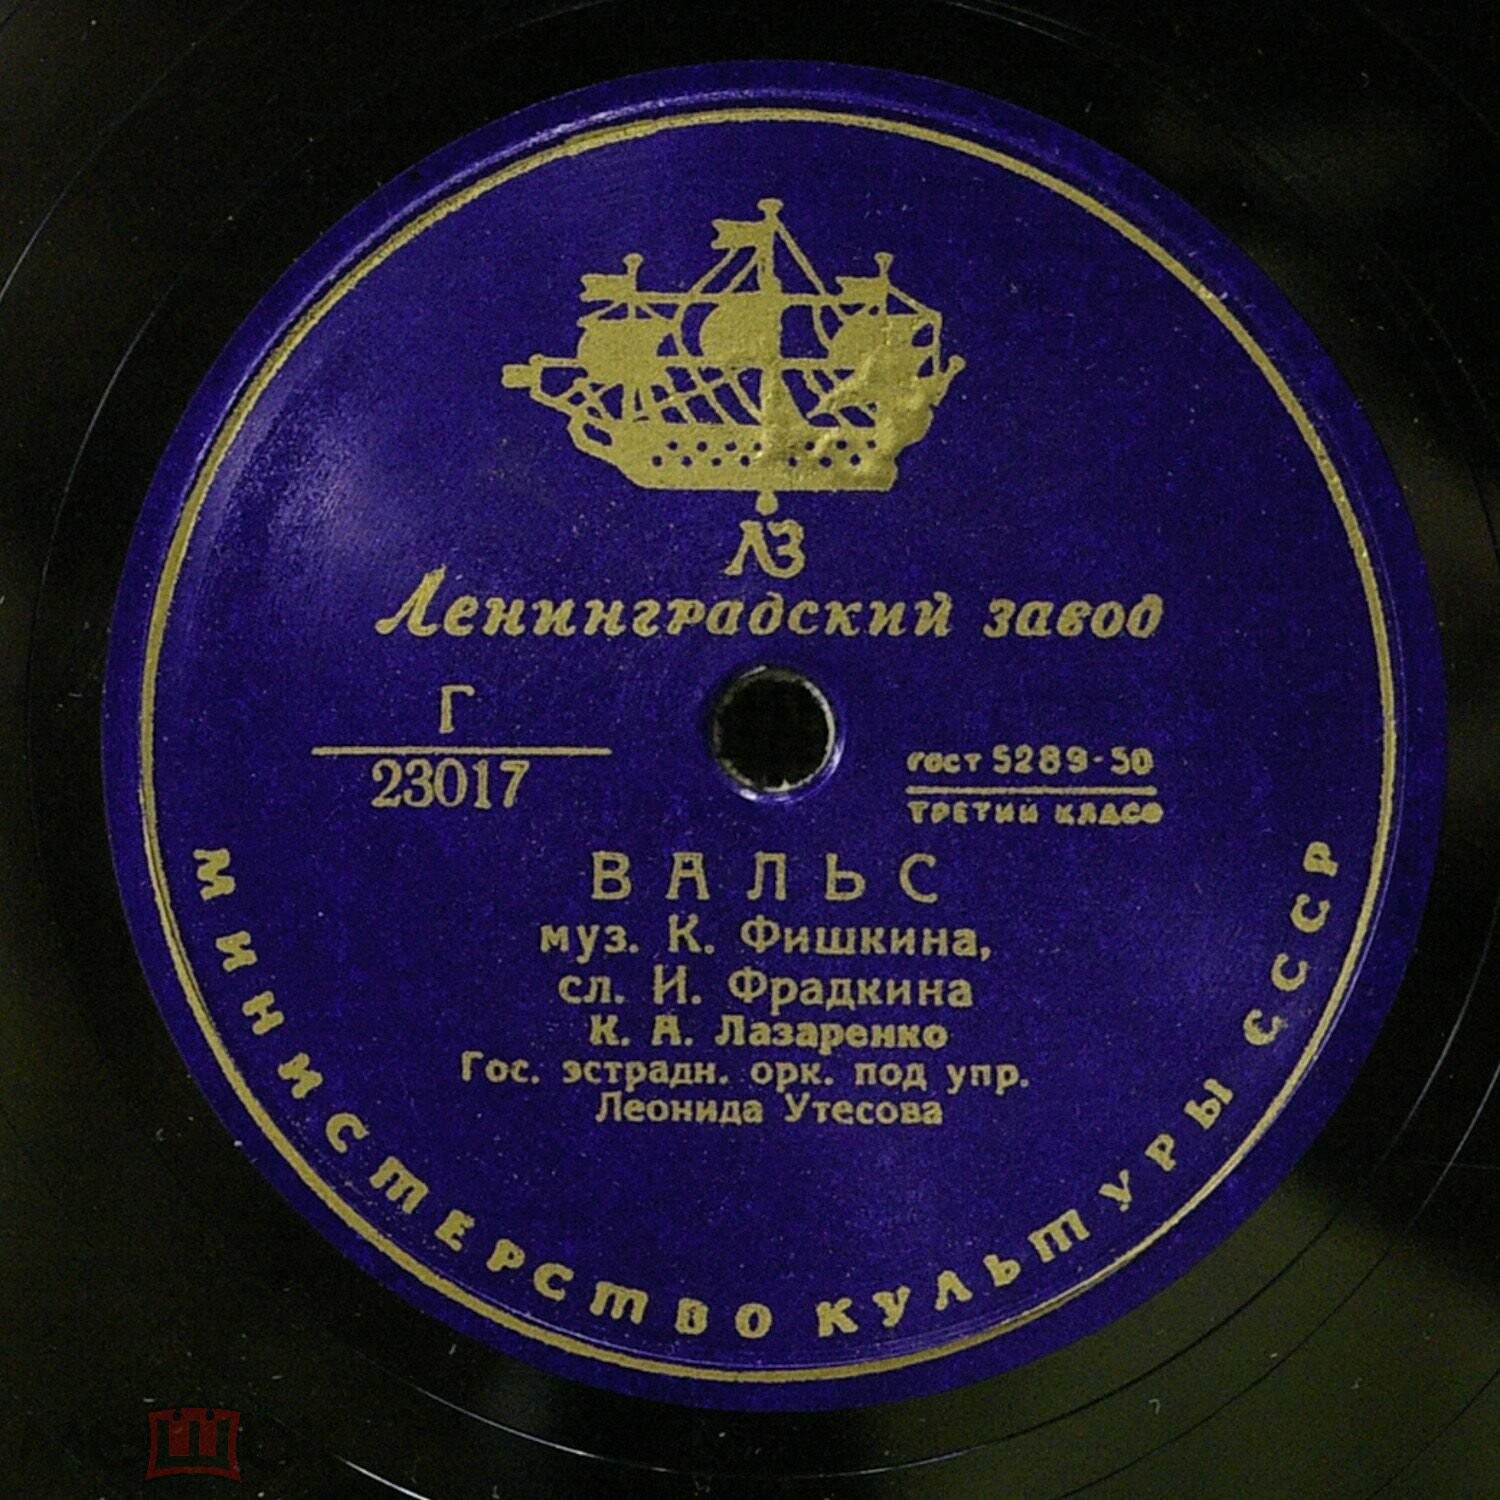 ЛЗ
Ленинградский завод
Г
23017
ГОСТ 5289-50
ТРЕТИЙ КЛАСС
ВАЛЬС
муз. К. Фишкина,
сл. И. Фрадкина
К. А. Лазаренко
Гос. эстрадн. орк. под упр.
Леонида Утесова
МИНИСТЕРСТВО КУЛЬТУРЫ СССР